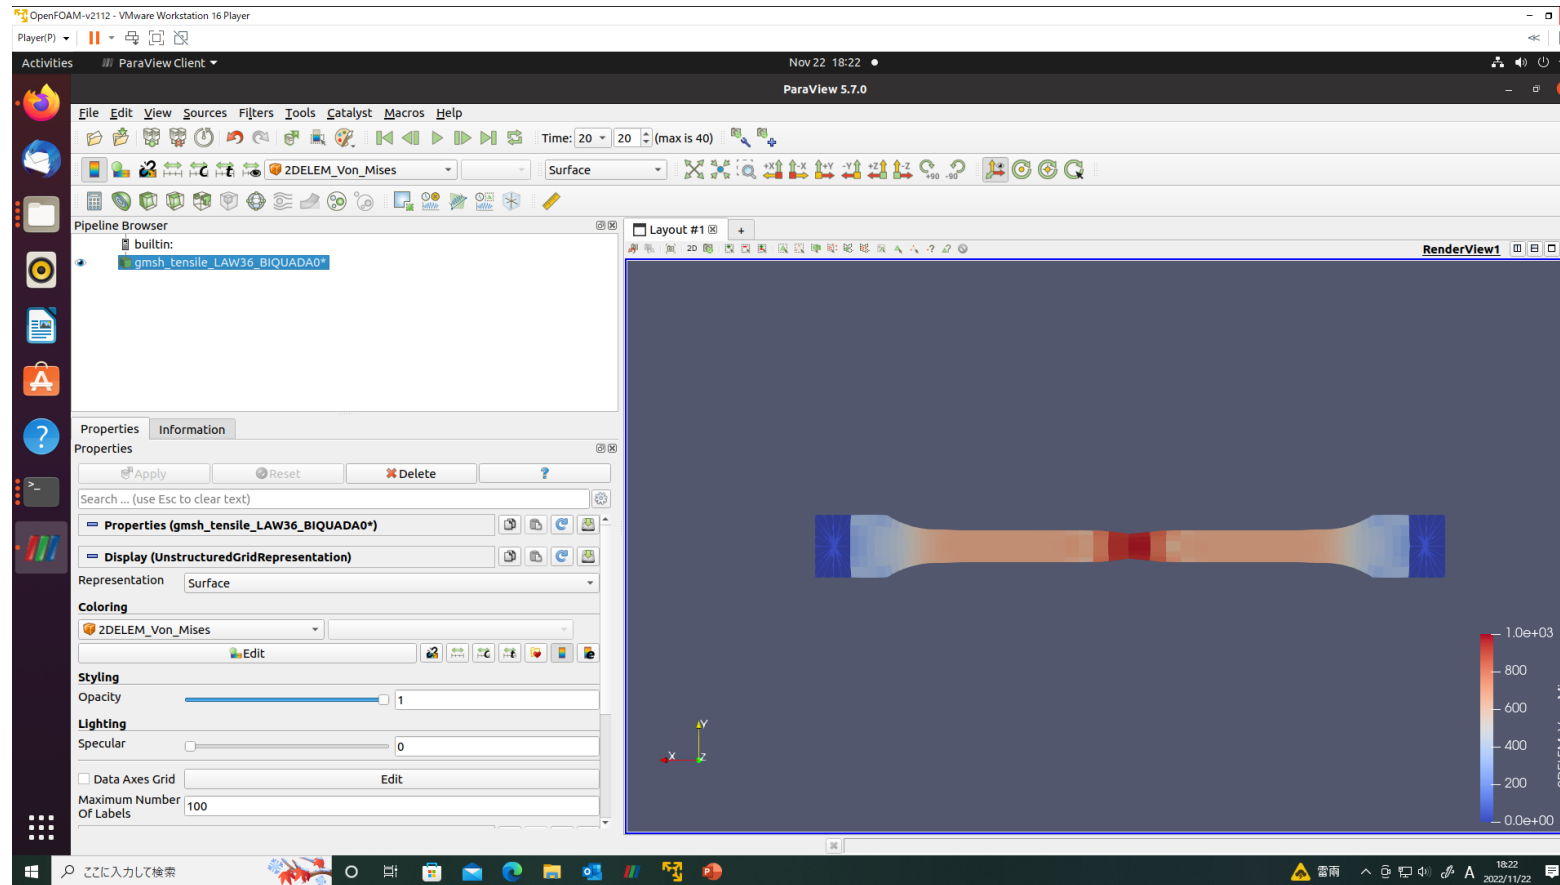 OpenFOAM-v2112 - VMware Workstation 16 Player
Player(P)
Activities ParaView Client Nov 22 18:22
ParaView 5.7.0
File Edit View Sources Filters Tools Catalyst Macros Help
Time: 20 20 (max is 40)
2DELEM_Von_Mises Surface +X -X +Y -Y +Z -Z +90 -90
Pipeline Browser
builtin:
gmsh_tensile_LAW36_BIQUADA0*
Layout #1 +
2D
RenderView1
Properties Information
Properties
Apply Reset Delete ?
Search ... (use Esc to clear text)
Properties (gmsh_tensile_LAW36_BIQUADA0*)
Display (UnstructuredGridRepresentation)
Representation Surface
Coloring
2DELEM_Von_Mises
Edit
Styling
Opacity 1
Lighting
Specular 0
Data Axes Grid Edit
Maximum Number
Of Labels
100
1.0e+03
800
600
400
200
0.0e+00
Y
X
Z
ここに入力して検索
雷雨
A
18:22
2022/11/22